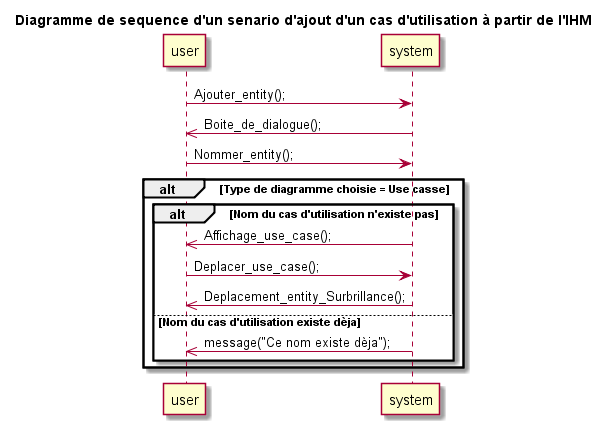 Diagramme de sequence d'un senario d'ajout d'un cas d'utilisation à partir de l'IHM
user system
Ajouter_entity();
Boite_de_dialogue();
Nommer_entity();
alt [Type de diagramme choisie = Use casse]
alt [Nom du cas d'utilisation n'existe pas]
Affichage_use_case();
Deplacer_use_case();
Deplacement_entity_Surbrillance();
[Nom du cas d'utilisation existe dèja]
message("Ce nom existe dèja");
user system